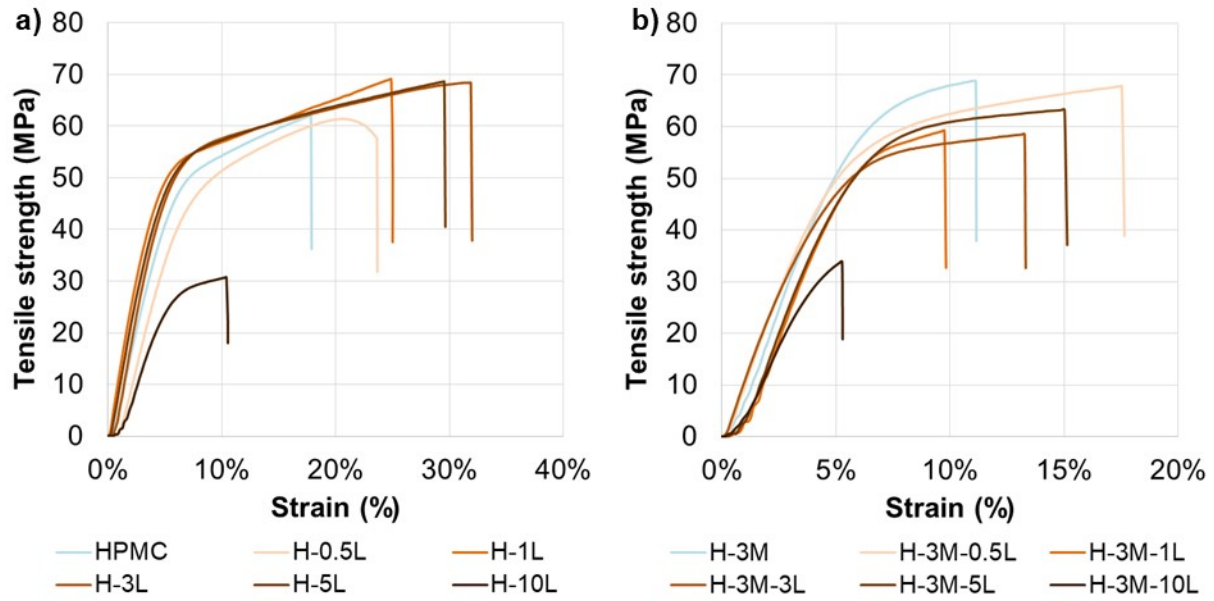 a)
Tensile strength (MPa)
80
70
60
50
40
30
20
10
0
0% 10% 20% 30% 40%
Strain (%)
HPMC H-0.5L H-1L
H-3L H-5L H-10L
b)
Tensile strength (MPa)
80
70
60
50
40
30
20
10
0
0% 5% 10% 15% 20%
Strain (%)
H-3M H-3M-0.5L H-3M-1L
H-3M-3L H-3M-5L H-3M-10L